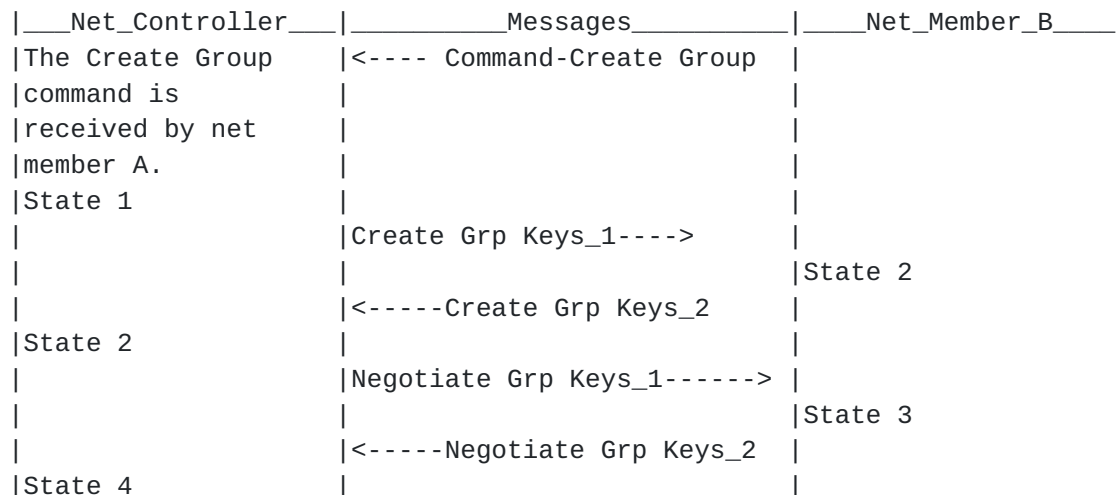 |___Net_Controller___|__________Messages__________|____Net_Member_B____
|The Create Group    |<---- Command-Create Group  |
|command is          |                            |
|received by net     |                            |
|member A.           |                            |
|State 1             |                            |
|                    |Create Grp Keys_1---->      |
|                    |                            |State 2
|                    |<-----Create Grp Keys_2     |
|State 2             |                            |
|                    |Negotiate Grp Keys_1------> |
|                    |                            |State 3
|                    |<-----Negotiate Grp Keys_2  |
|State 4             |                            |